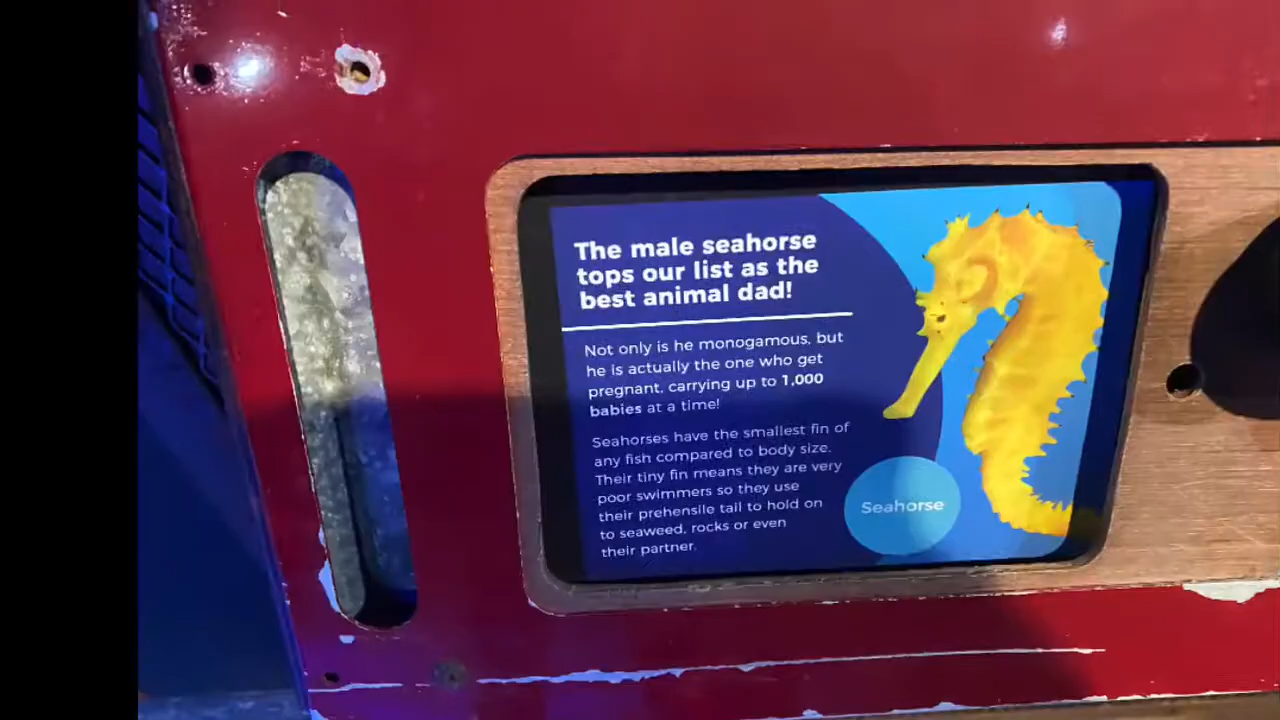 The male seahorse
tops our list as the
best animal dad!
Not only is he monogamous, but
he is actually the one who get
pregnant, carrying up to 1,000
babies at a time!
Seahorses have the smallest fin of
any fish compared to body size.
Their tiny fin means they are very
poor swimmers so they use
their prehensile tail to hold on
to seaweed, rocks or even
their partner.
Seahorse